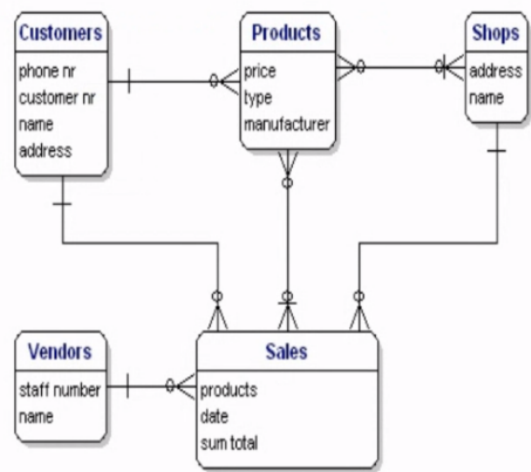 Customers
phone nr
customer nr
name
address
Products
price
type
manufacturer
Shops
address
name
Vendors
staff number
name
Sales
products
date
sum total